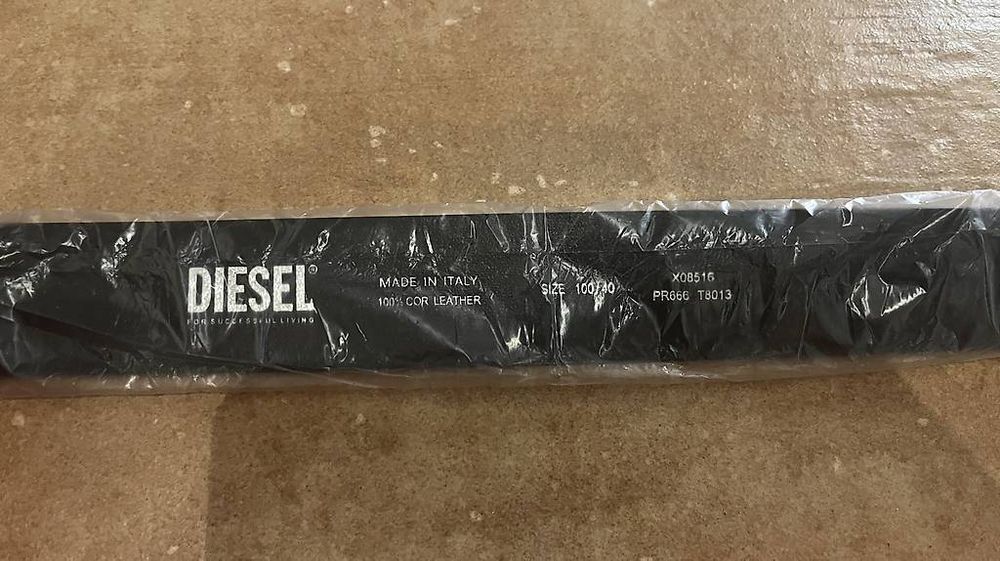 DIESEL®
FOR SUCCESSFUL LIVING
MADE IN ITALY
100% COR LEATHER
SIZE 100/40
X08516
PR666 T8013